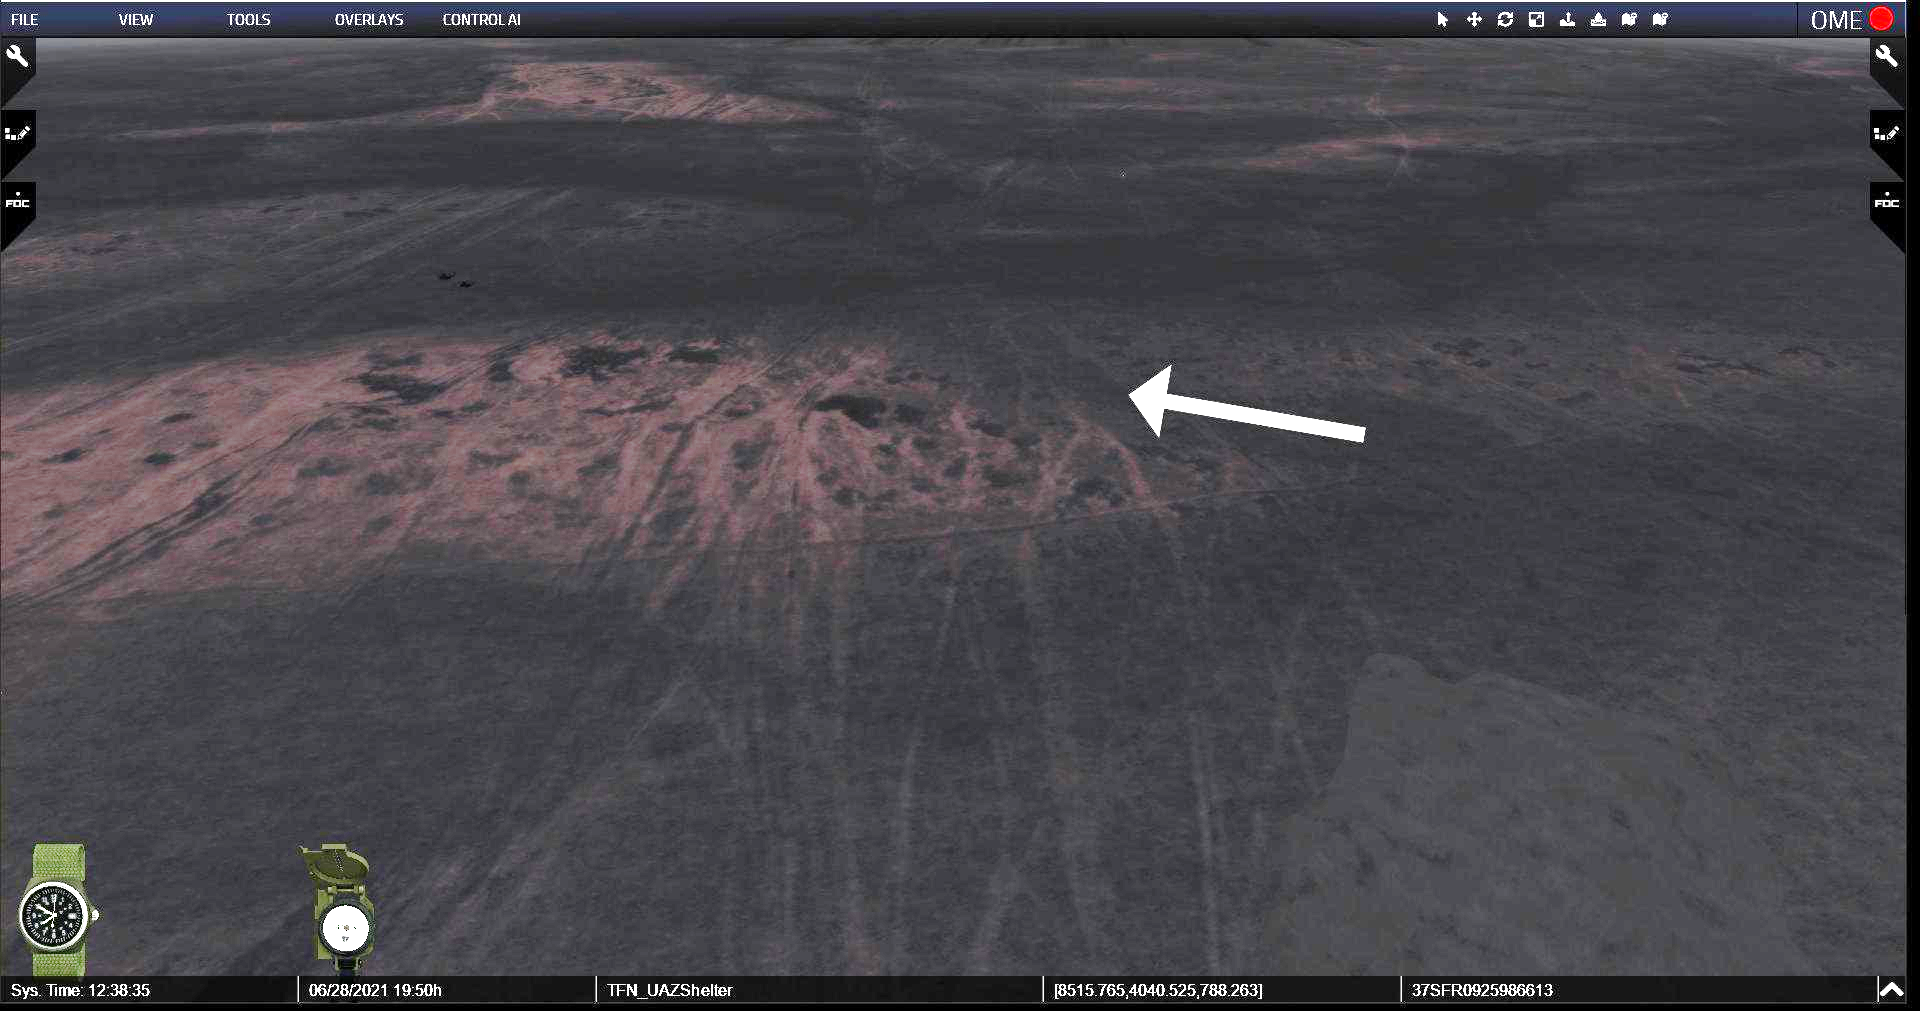 FILE VIEW TOOLS OVERLAYS CONTROL AI OME
FDC FDC
Sys. Time: 12:38:35 06/28/2021 19:50h TFN_UAZShelter [8515.765,4040.525,788.263] 37SFR0925986613